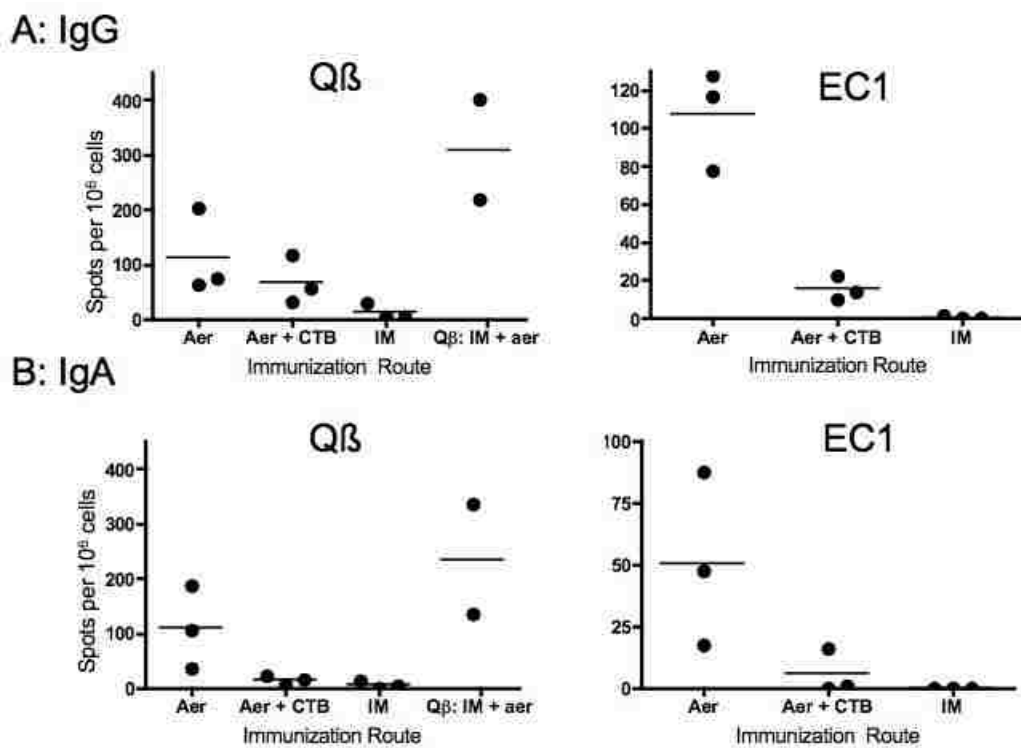 A: IgG
Qß
EC1
Spots per 10⁶ cells
400
300
200
100
0
Aer
Aer + CTB
IM
Qβ: IM + aer
Immunization Route
120
100
80
60
40
20
0
Aer
Aer + CTB
IM
Immunization Route
B: IgA
Qß
EC1
Spots per 10⁶ cells
400
300
200
100
0
Aer
Aer + CTB
IM
Qβ: IM + aer
Immunization Route
100
75
50
25
0
Aer
Aer + CTB
IM
Immunization Route